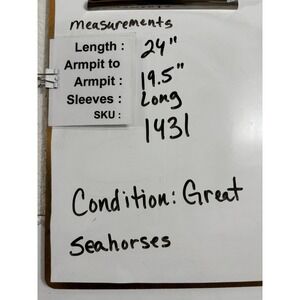 measurements
Length : 24"
Armpit to
Armpit : 19.5"
Sleeves : Long
SKU : 1431
Condition: Great
Seahorses